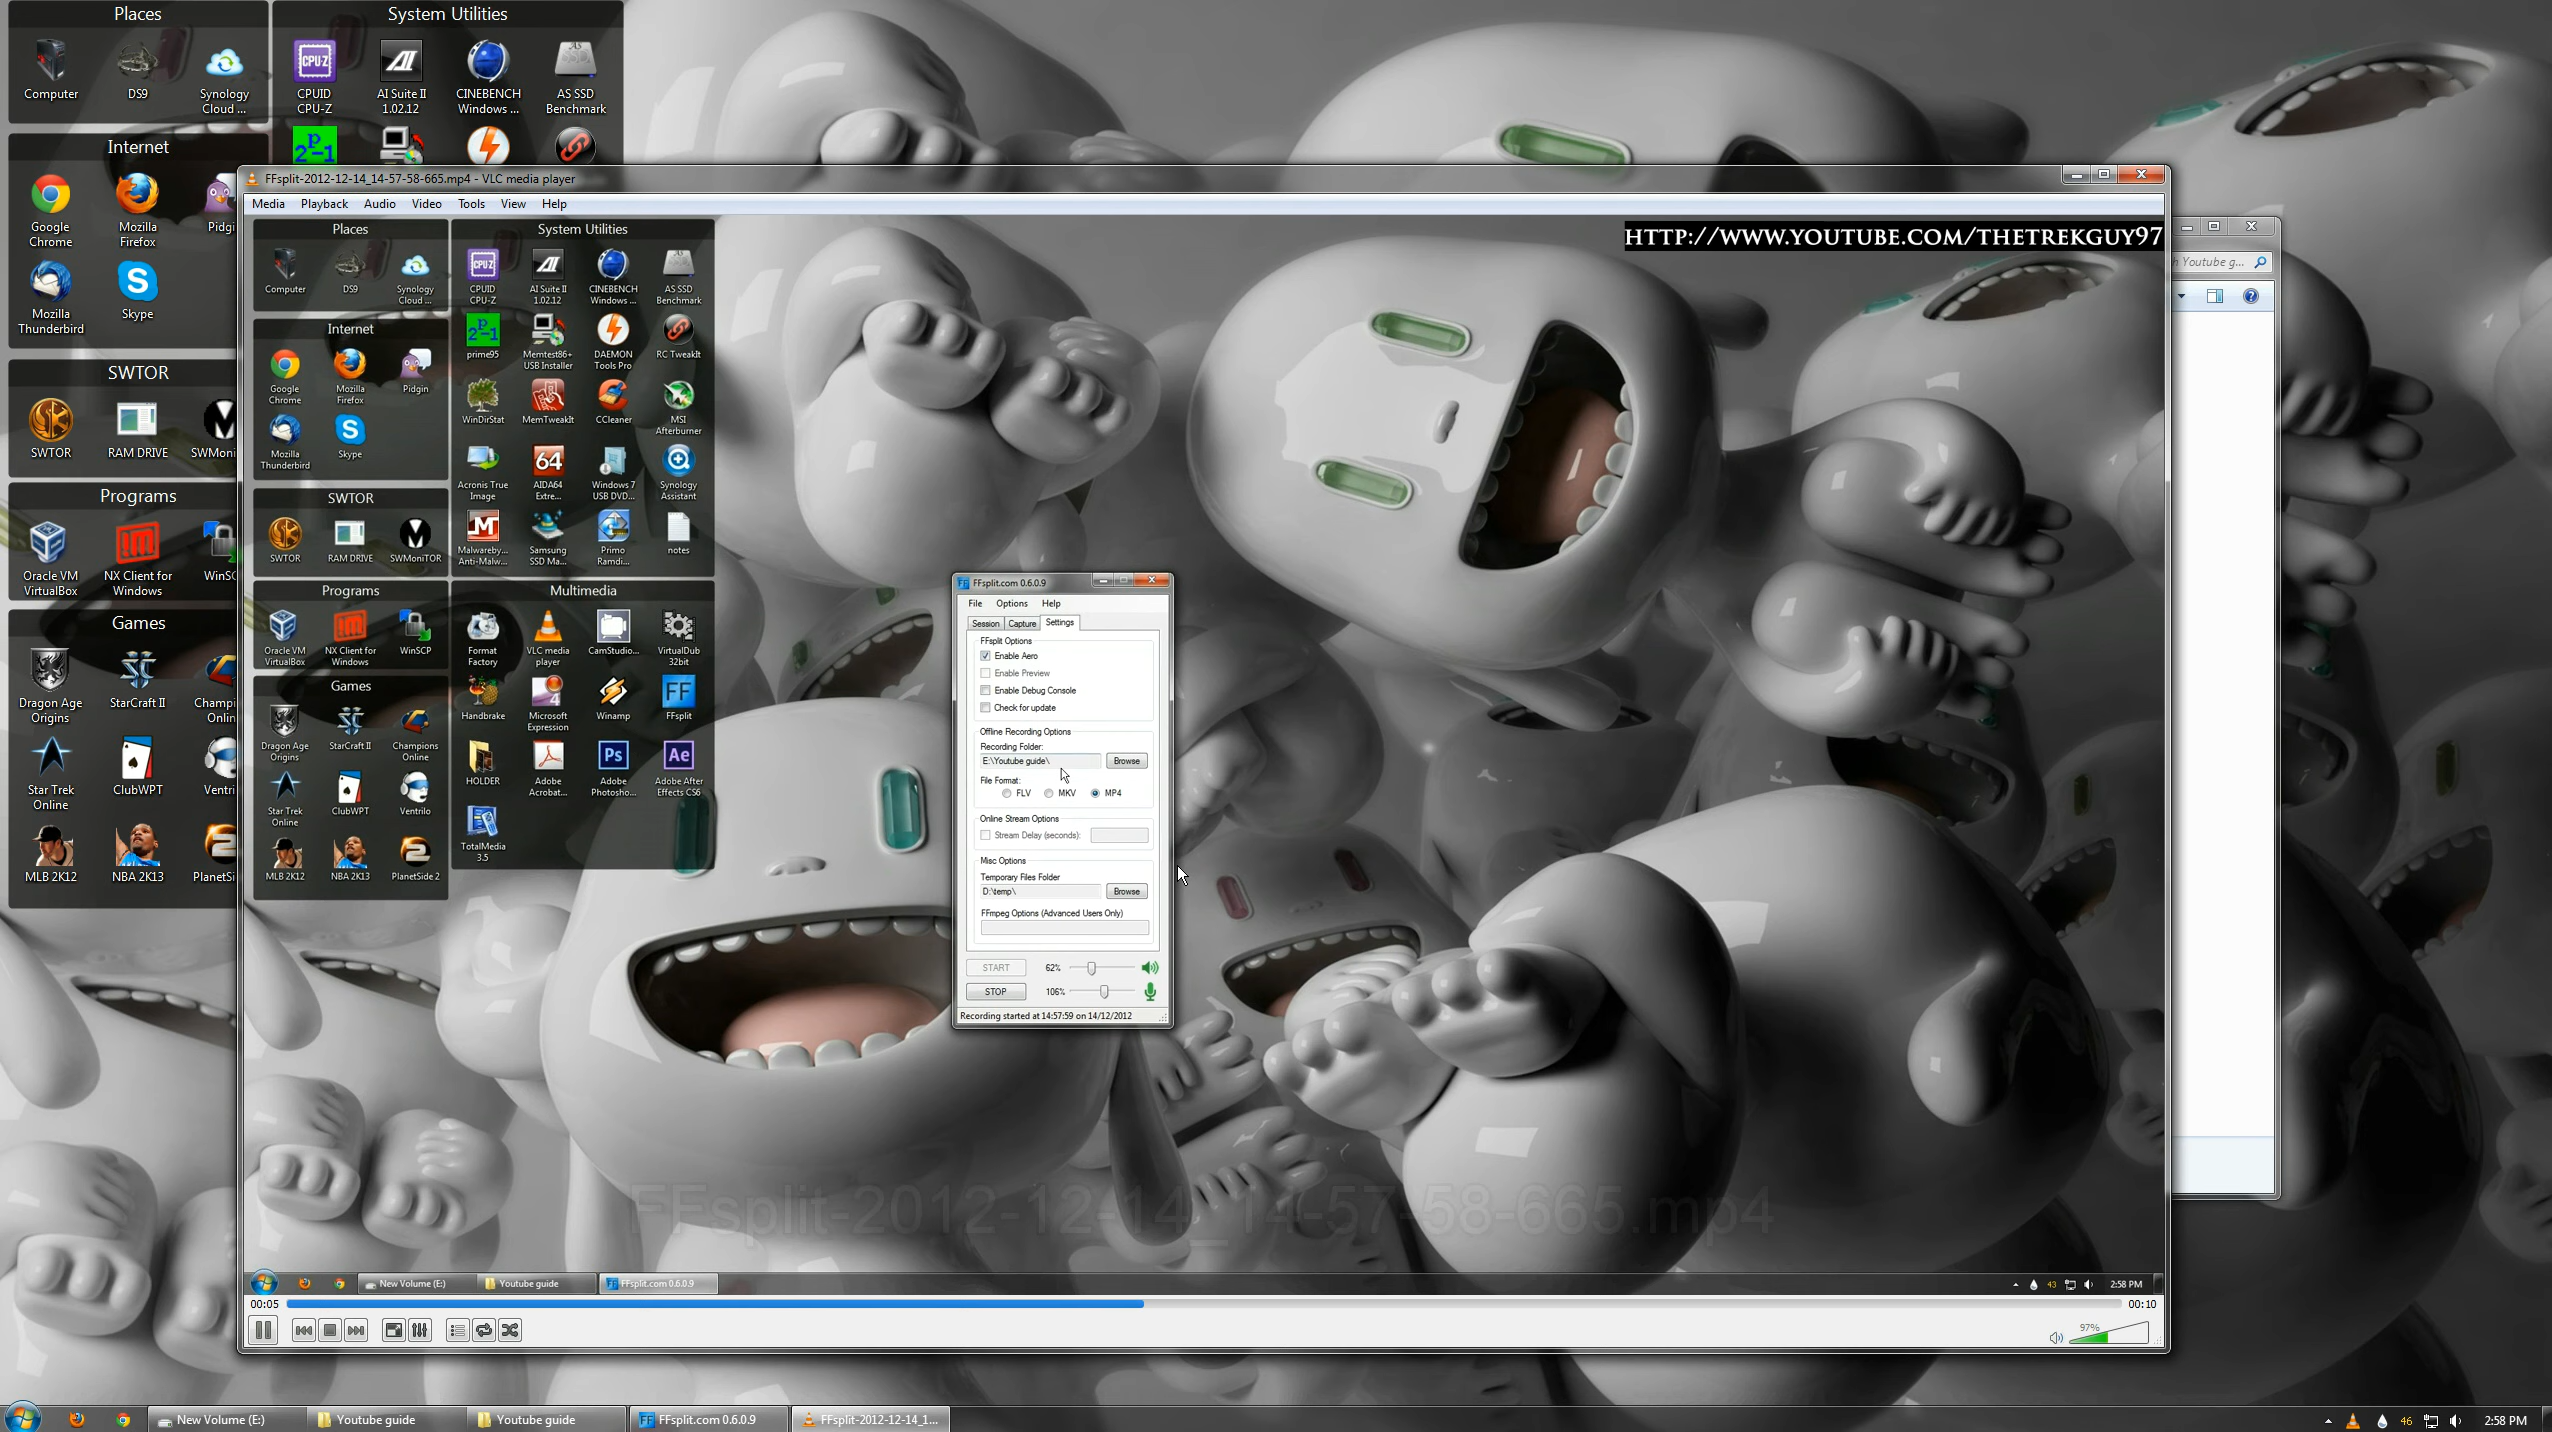 Places
Computer
DS9
Synology
Cloud ...
System Utilities
CPUID
CPU-Z
AI Suite II
1.02.12
CINEBENCH
Windows ...
AS SSD
Benchmark
Internet
Google
Chrome
Mozilla
Firefox
Pidgi
Mozilla
Thunderbird
Skype
SWTOR
SWTOR
RAM DRIVE
SWMoni
Programs
Oracle VM
VirtualBox
NX Client for
Windows
WinSC
Games
Dragon Age
Origins
StarCraft II
Champi
Onlin
Star Trek
Online
ClubWPT
Ventri
MLB 2K12
NBA 2K13
PlanetSi
FFsplit-2012-12-14_14-57-58-665.mp4 - VLC media player
Media Playback Audio Video Tools View Help
HTTP://WWW.YOUTUBE.COM/THETREKGUY97
h Youtube g...
Places
Computer
DS9
Synology
Cloud ...
Internet
Google
Chrome
Mozilla
Firefox
Pidgin
Mozilla
Thunderbird
Skype
SWTOR
SWTOR
RAM DRIVE
SWMoniTOR
Programs
Oracle VM
VirtualBox
NX Client for
Windows
WinSCP
Games
Dragon Age
Origins
StarCraft II
Champions
Online
Star Trek
Online
ClubWPT
Ventrilo
MLB 2K12
NBA 2K13
PlanetSide 2
System Utilities
CPUID
CPU-Z
AI Suite II
1.02.12
CINEBENCH
Windows ...
AS SSD
Benchmark
prime95
Memtest86+
USB Installer
DAEMON
Tools Pro
RC TweakIt
WinDirStat
MemTweakIt
CCleaner
MSI
Afterburner
Acronis True
Image
64
AIDA64
Extre...
Windows 7
USB DVD...
Synology
Assistant
Malwareby...
Anti-Malw...
Samsung
SSD Ma...
Primo
Ramdi...
notes
Multimedia
Format
Factory
VLC media
player
CamStudio...
VirtualDub
32bit
Handbrake
Microsoft
Expression
Winamp
FF
FFsplit
HOLDER
Adobe
Acrobat...
Ps
Adobe
Photosho...
Ae
Adobe After
Effects CS6
TotalMedia
3.5
FFsplit.com 0.6.0.9
File Options Help
Session Capture Settings
FFsplit Options
Enable Aero
Enable Preview
Enable Debug Console
Check for update
Offline Recording Options
Recording Folder:
E:\Youtube guide\ Browse
File Format:
FLV MKV MP4
Online Stream Options
Stream Delay (seconds):
Misc Options
Temporary Files Folder
D:\temp\ Browse
FFmpeg Options (Advanced Users Only)
START 62%
STOP 106%
Recording started at 14:57:59 on 14/12/2012
FFsplit-2012-12-14_14-57-58-665.mp4
New Volume (E:) Youtube guide FFsplit.com 0.6.0.9 43 2:58 PM
00:05 00:10
97%
New Volume (E:) Youtube guide Youtube guide FFsplit.com 0.6.0.9 FFsplit-2012-12-14_1... 46 2:58 PM